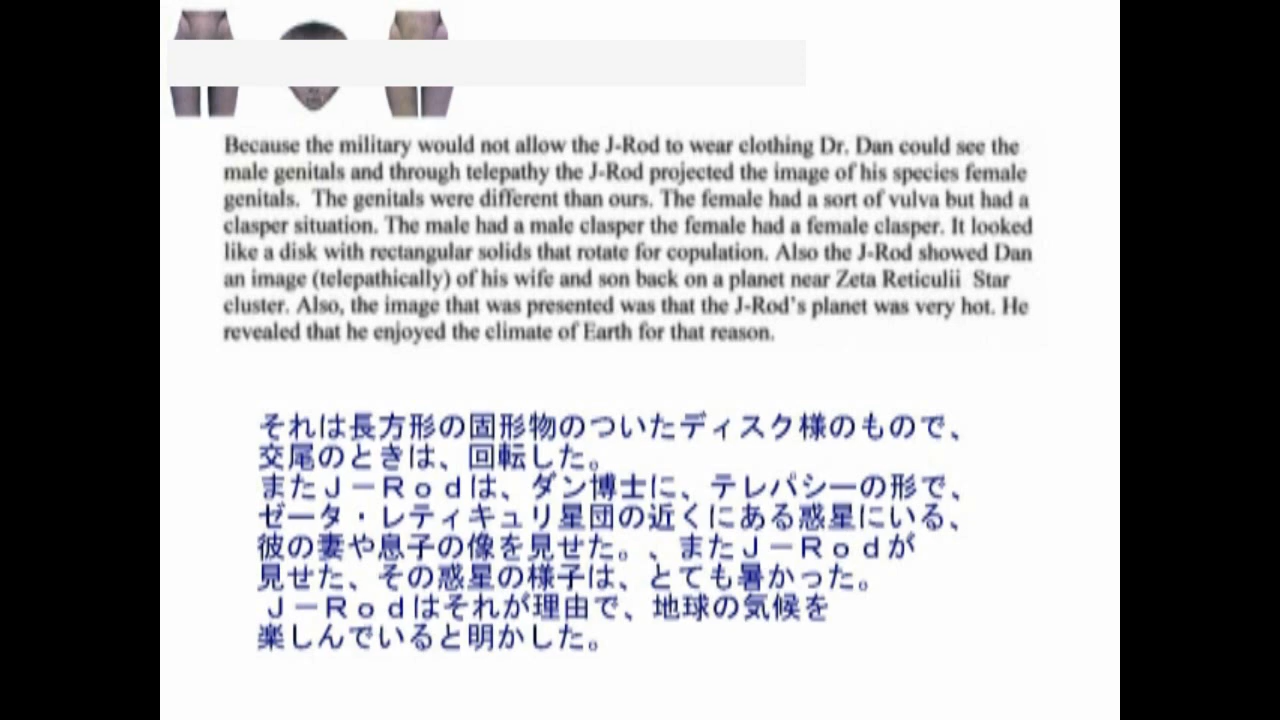 Because the military would not allow the J-Rod to wear clothing Dr. Dan could see the
male genitals and through telepathy the J-Rod projected the image of his species female
genitals. The genitals were different than ours. The female had a sort of vulva but had a
clasper situation. The male had a male clasper the female had a female clasper. It looked
like a disk with rectangular solids that rotate for copulation. Also the J-Rod showed Dan
an image (telepathically) of his wife and son back on a planet near Zeta Reticulii Star
cluster. Also, the image that was presented was that the J-Rod's planet was very hot. He
revealed that he enjoyed the climate of Earth for that reason.
それは長方形の固形物のついたディスク様のもので、
交尾のときは、回転した。
またJ－Rodは、ダン博士に、テレパシーの形で、
ゼータ・レティキュリ星団の近くにある惑星にいる、
彼の妻や息子の像を見せた。、またJ－Rodが
見せた、その惑星の様子は、とても暑かった。
J－Rodはそれが理由で、地球の気候を
楽しんでいると明かした。